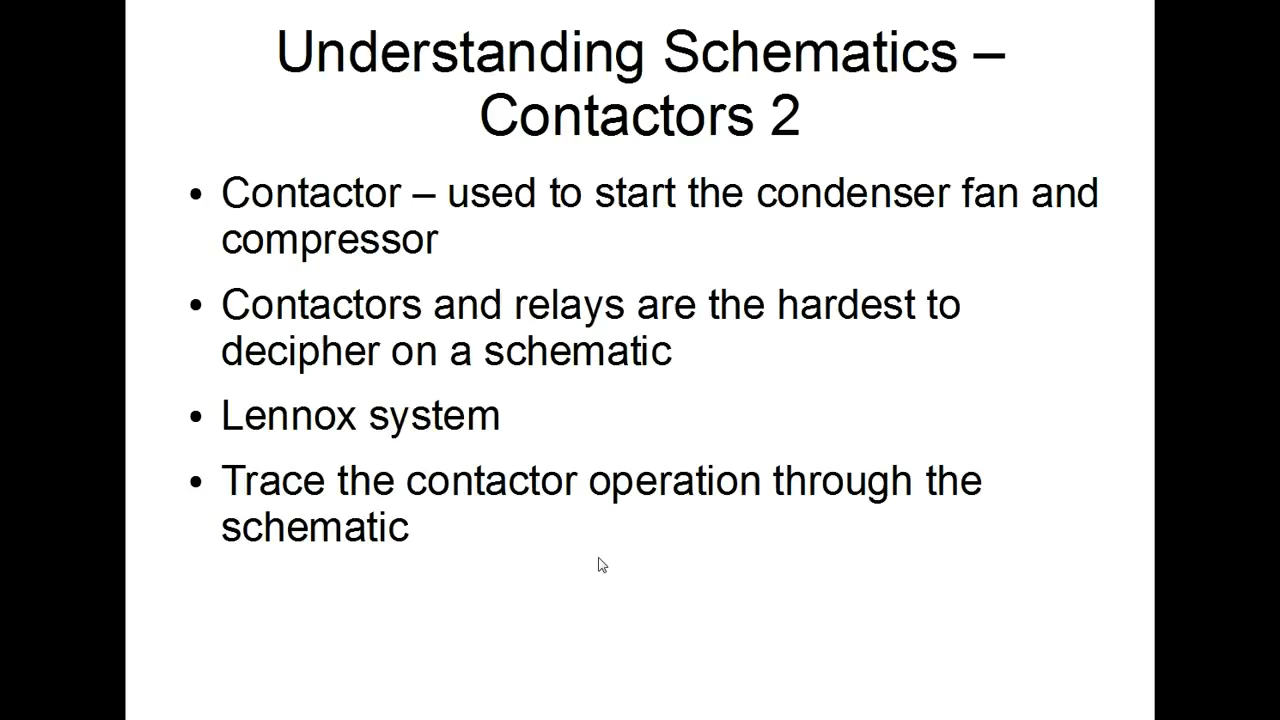 Understanding Schematics –
Contactors 2
• Contactor – used to start the condenser fan and
compressor
• Contactors and relays are the hardest to
decipher on a schematic
• Lennox system
• Trace the contactor operation through the
schematic